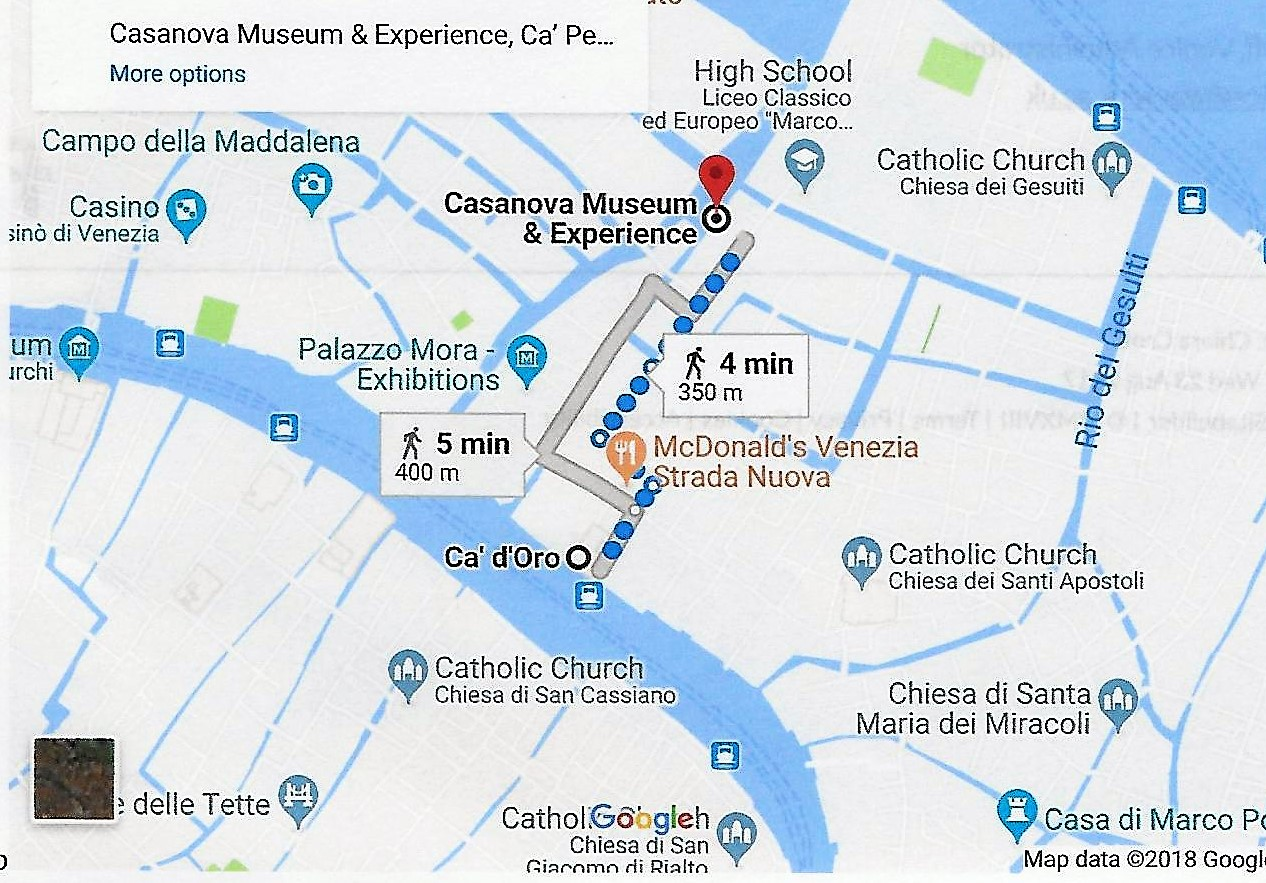 Casanova Museum & Experience, Ca’ Pe...
More options
High School
Liceo Classico
ed Europeo "Marco...
Campo della Maddalena
Catholic Church
Chiesa dei Gesuiti
Casino
sinò di Venezia
Casanova Museum
& Experience
Rio del Gesulti
um
urchi
Palazzo Mora -
Exhibitions
4 min
350 m
5 min
400 m
McDonald's Venezia
Strada Nuova
Ca' d'Oro
Catholic Church
Chiesa dei Santi Apostoli
Catholic Church
Chiesa di San Cassiano
Chiesa di Santa
Maria dei Miracoli
e delle Tette
Google
Chiesa di San
Giacomo di Rialto
Casa di Marco Po
Map data ©2018 Google